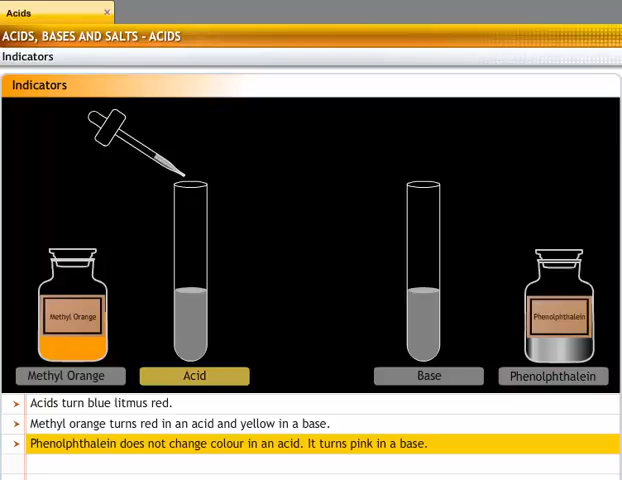 Acids
ACIDS, BASES AND SALTS - ACIDS
Indicators
Indicators
Methyl Orange
Phenolphthalein
Methyl Orange
Acid
Base
Phenolphthalein
Acids turn blue litmus red.
Methyl orange turns red in an acid and yellow in a base.
Phenolphthalein does not change colour in an acid. It turns pink in a base.